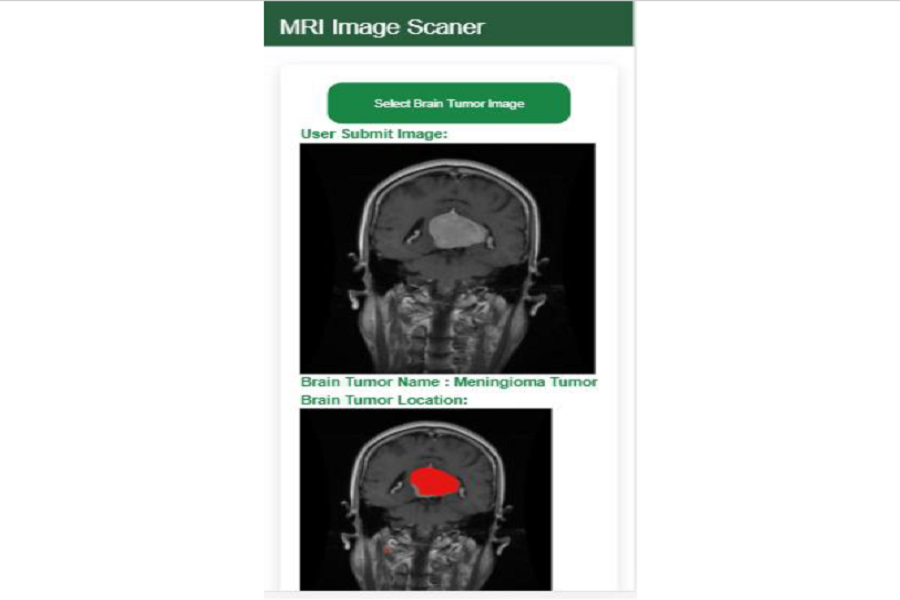 MRI Image Scaner
Select Brain Tumor Image
User Submit Image:
Brain Tumor Name : Meningioma Tumor
Brain Tumor Location: